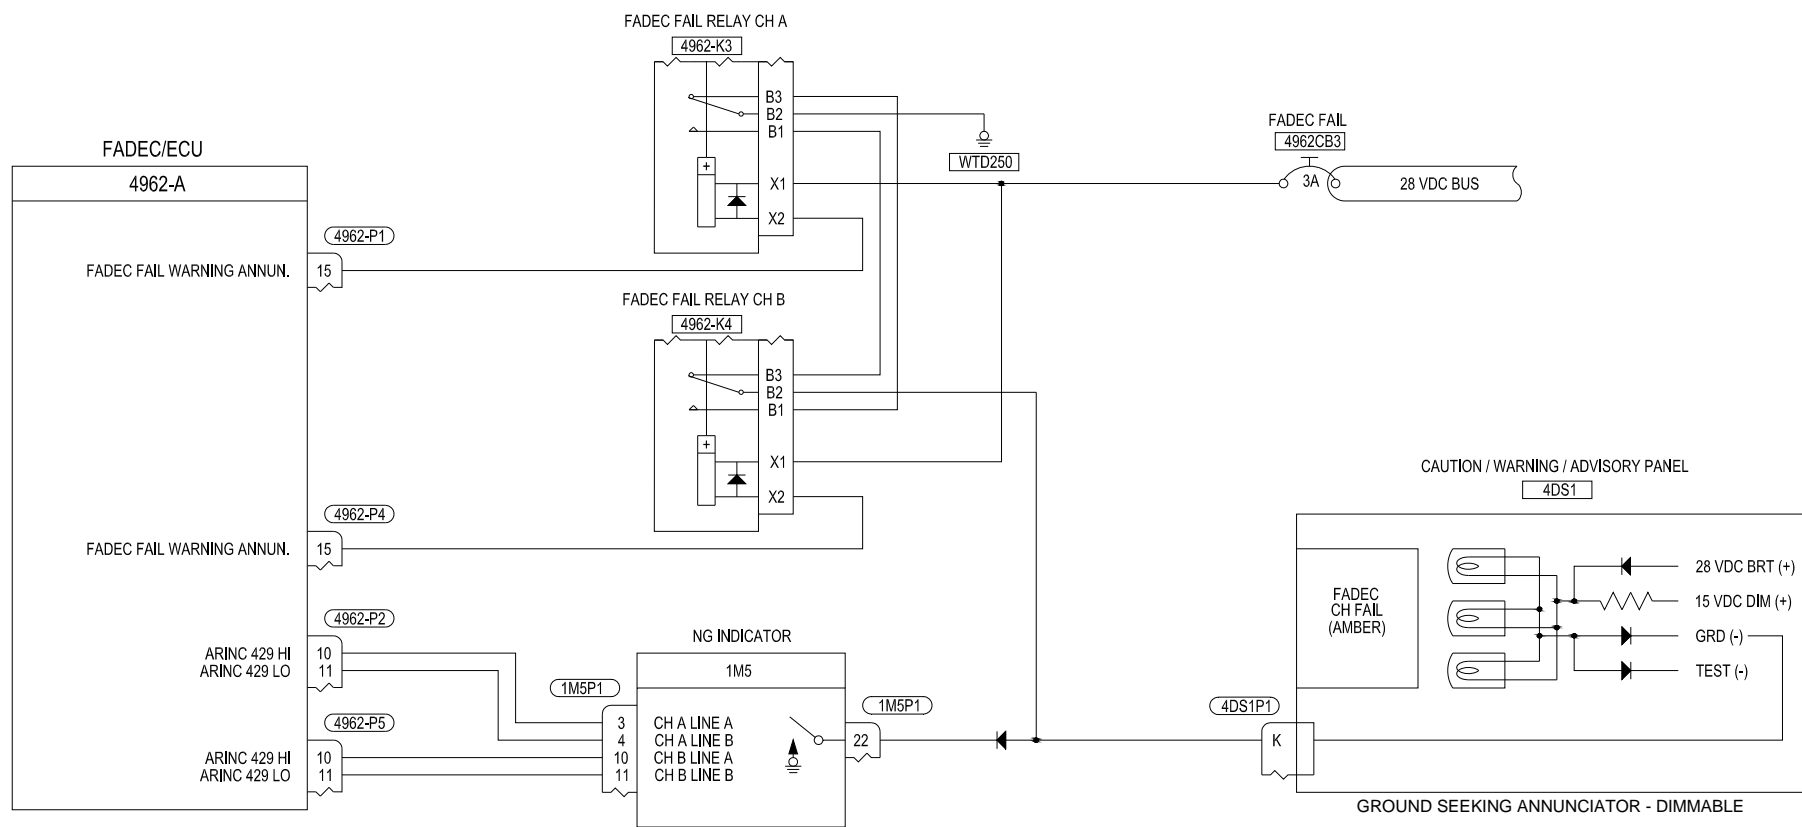 FADEC FAIL RELAY CH A
4962-K3
B3
B2
B1
+
X1
X2
WTD250
FADEC FAIL
4962CB3
3A
28 VDC BUS
FADEC/ECU
4962-A
4962-P1
FADEC FAIL WARNING ANNUN.
15
FADEC FAIL RELAY CH B
4962-K4
B3
B2
B1
+
X1
X2
4962-P4
FADEC FAIL WARNING ANNUN.
15
4962-P2
ARINC 429 HI
10
ARINC 429 LO
11
4962-P5
ARINC 429 HI
10
ARINC 429 LO
11
NG INDICATOR
1M5
1M5P1
3 CH A LINE A
4 CH A LINE B
10 CH B LINE A
11 CH B LINE B
1M5P1
22
CAUTION / WARNING / ADVISORY PANEL
4DS1
FADEC
CH FAIL
(AMBER)
28 VDC BRT (+)
15 VDC DIM (+)
GRD (-)
TEST (-)
4DS1P1
K
GROUND SEEKING ANNUNCIATOR - DIMMABLE